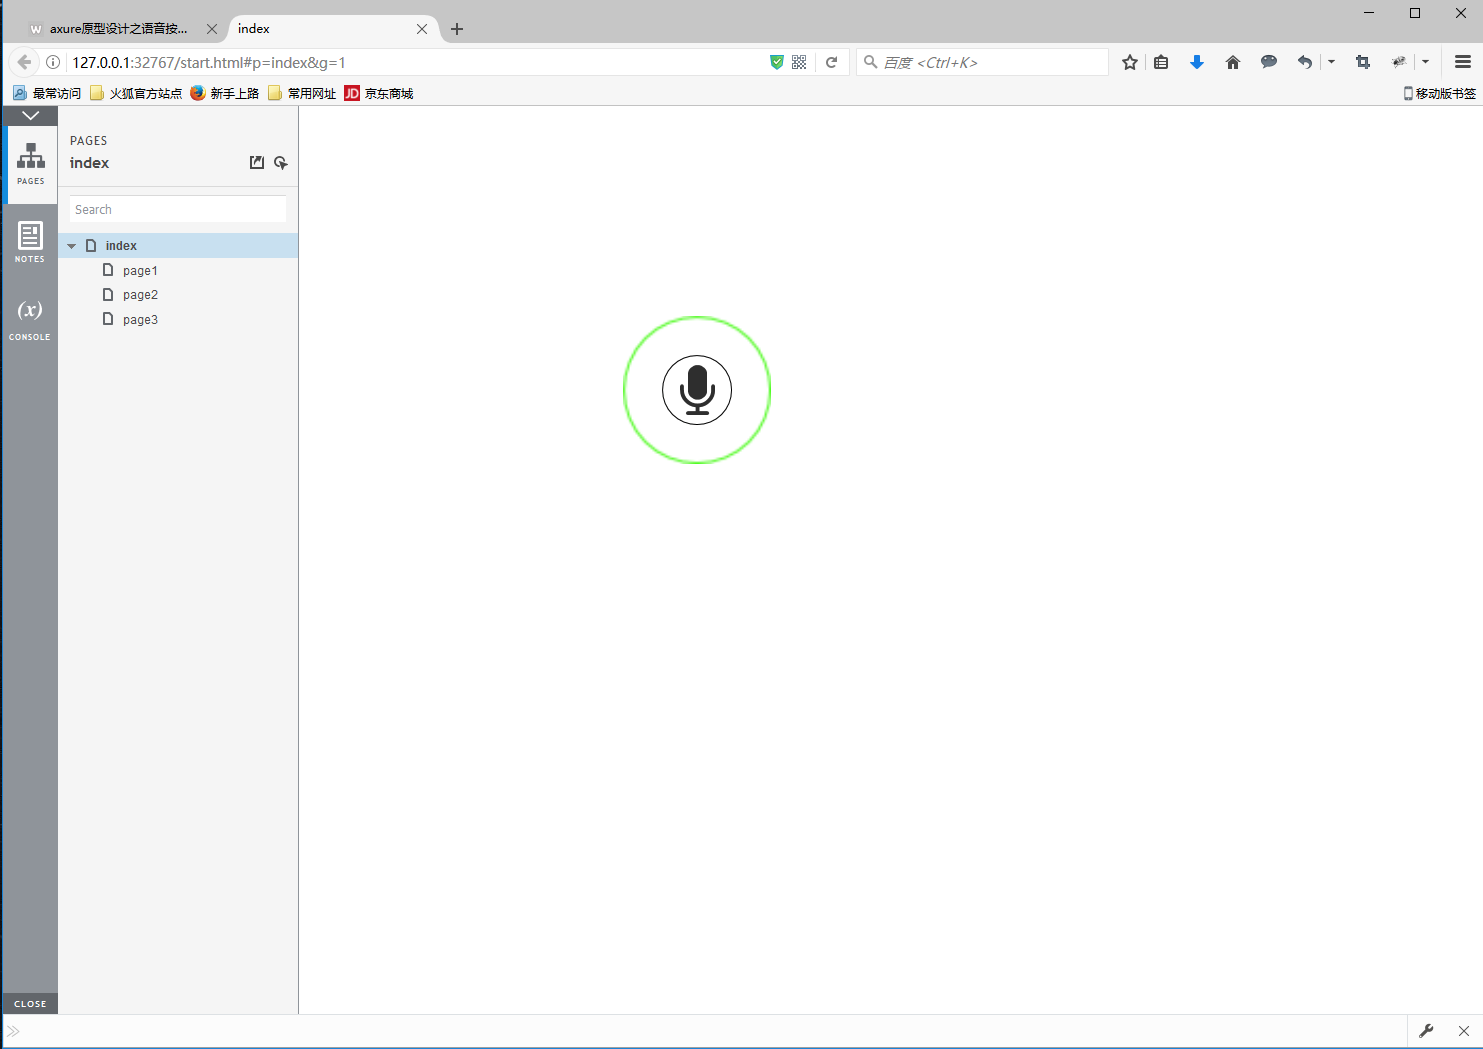 W axure原型设计之语音按...
index
127.0.0.1:32767/start.html#p=index&g=1
百度 <Ctrl+K>
最常访问 火狐官方站点 新手上路 常用网址 JD 京东商城
移动版书签
PAGES
NOTES
(x)
CONSOLE
CLOSE
PAGES
index
Search
index
page1
page2
page3